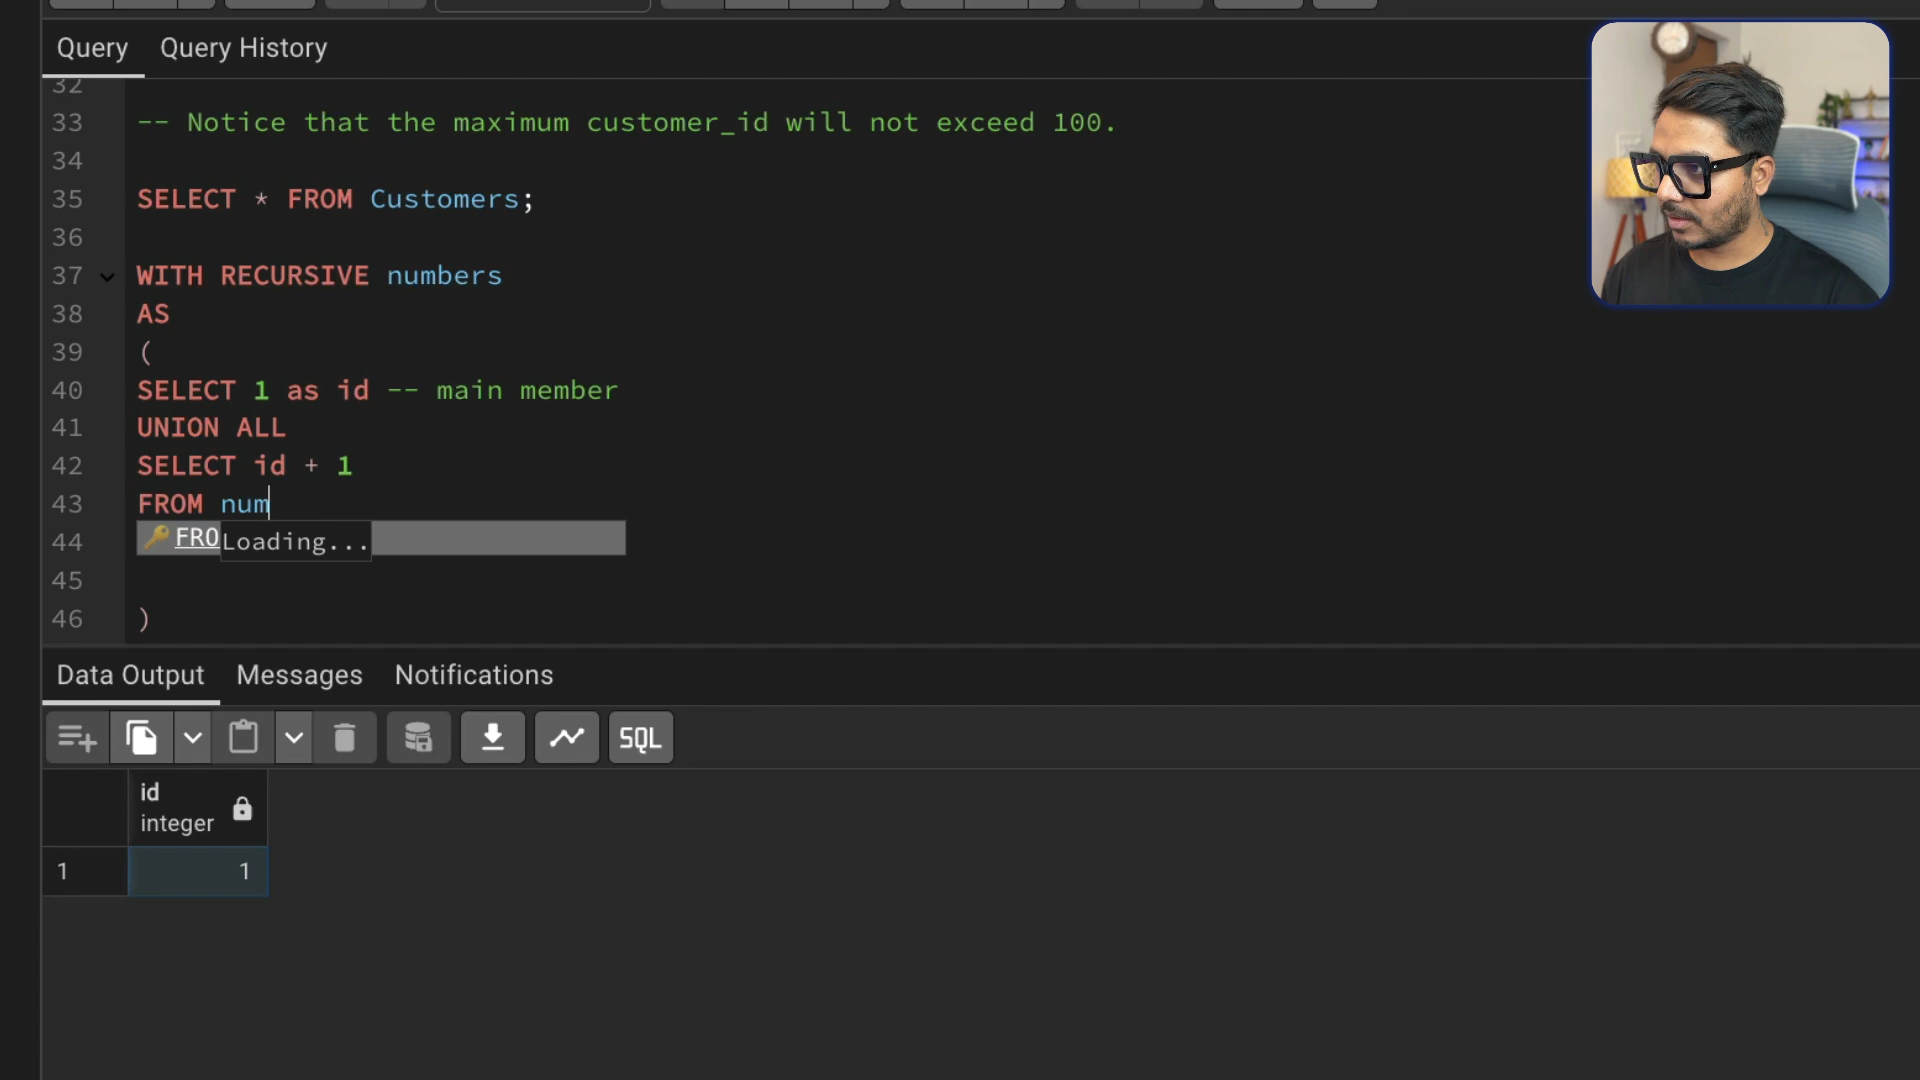 Query Query History
32
33 -- Notice that the maximum customer_id will not exceed 100.
34
35 SELECT * FROM Customers;
36
37 WITH RECURSIVE numbers
38 AS
39 (
40 SELECT 1 as id -- main member
41 UNION ALL
42 SELECT id + 1
43 FROM num
44 FRO Loading...
45
46 )
Data Output Messages Notifications
SQL
id
integer
1 1